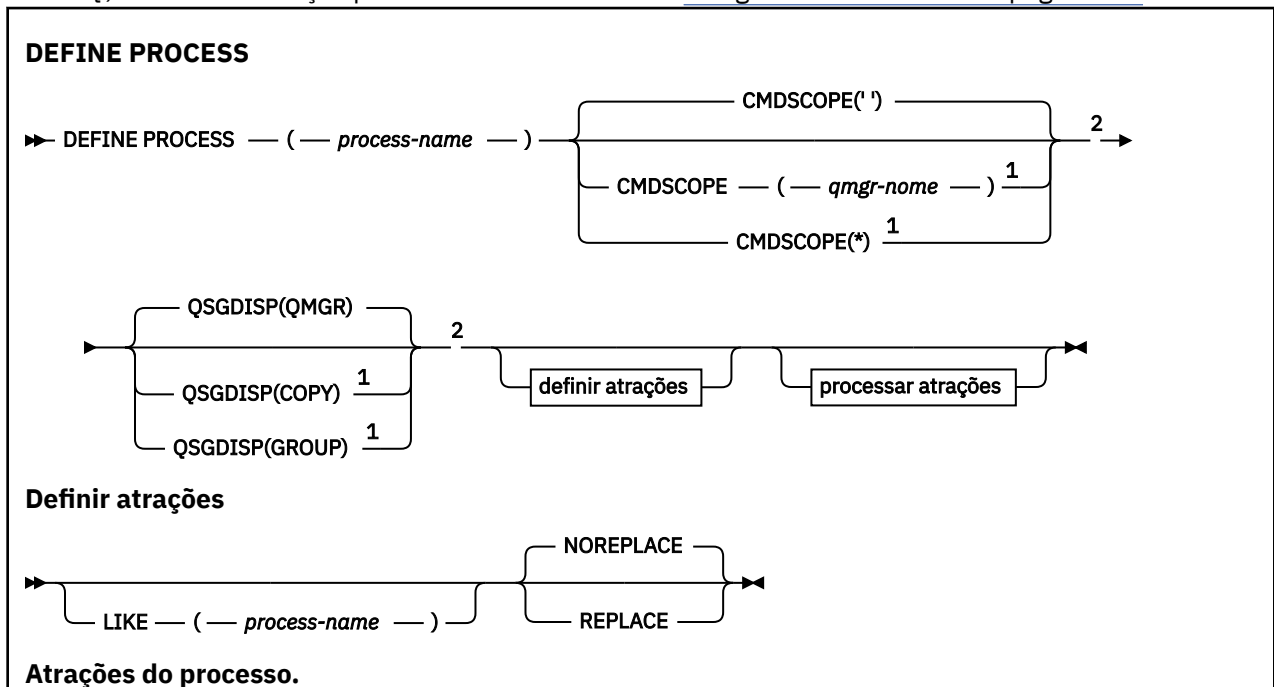 DEFINE PROCESS
CMDSCOPE(' ')
DEFINE PROCESS ( process-name ) 2
CMDSCOPE ( qmgr-nome ) 1
CMDSCOPE(*) 1
QSGDISP(QMGR) 2
QSGDISP(COPY) 1
definir atrações processar atrações
QSGDISP(GROUP) 1
Definir atrações
NOREPLACE
LIKE ( process-name ) REPLACE
Atrações do processo.